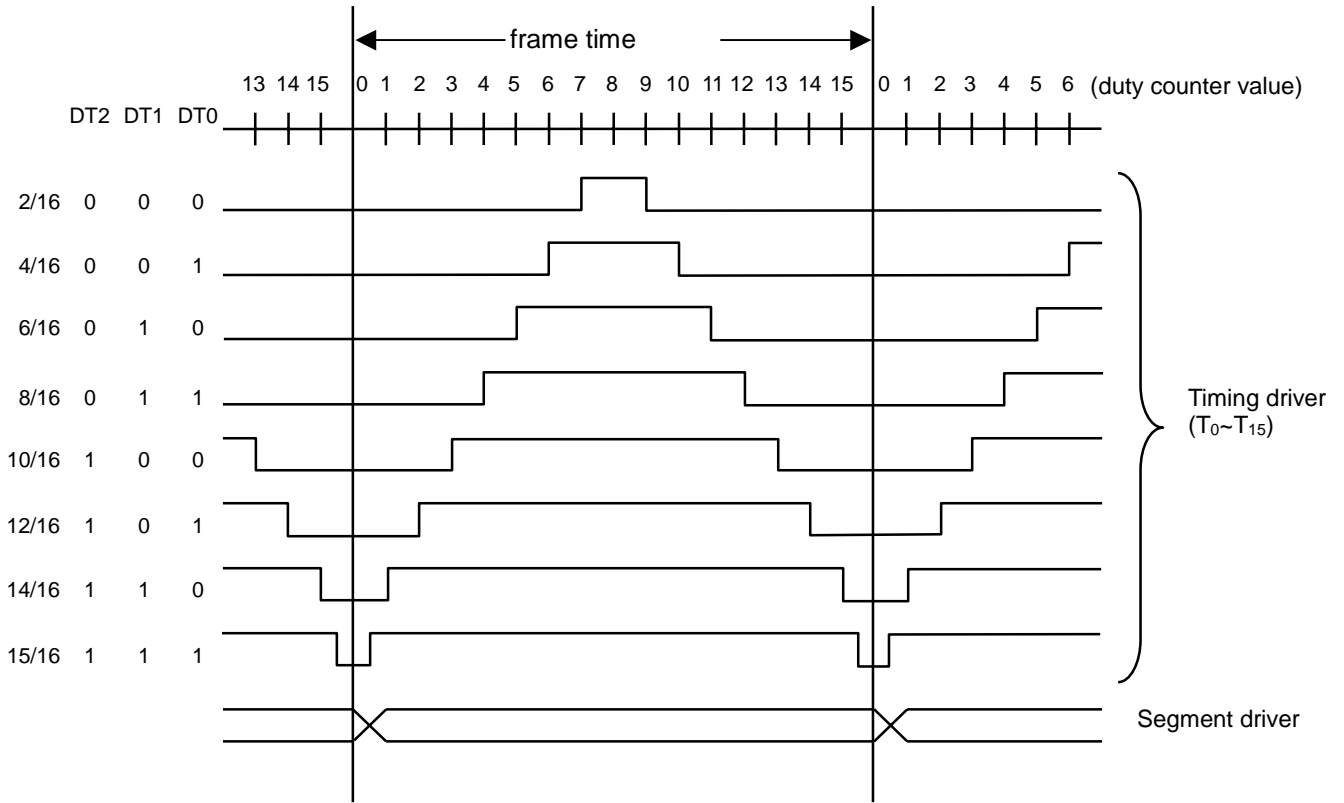 frame time
13 14 15 0 1 2 3 4 5 6 7 8 9 10 11 12 13 14 15 0 1 2 3 4 5 6 (duty counter value)
DT2 DT1 DT0
2/16 0 0 0
4/16 0 0 1
6/16 0 1 0
8/16 0 1 1
10/16 1 0 0
12/16 1 0 1
14/16 1 1 0
15/16 1 1 1
Timing driver
(T₀~T₁₅)
Segment driver